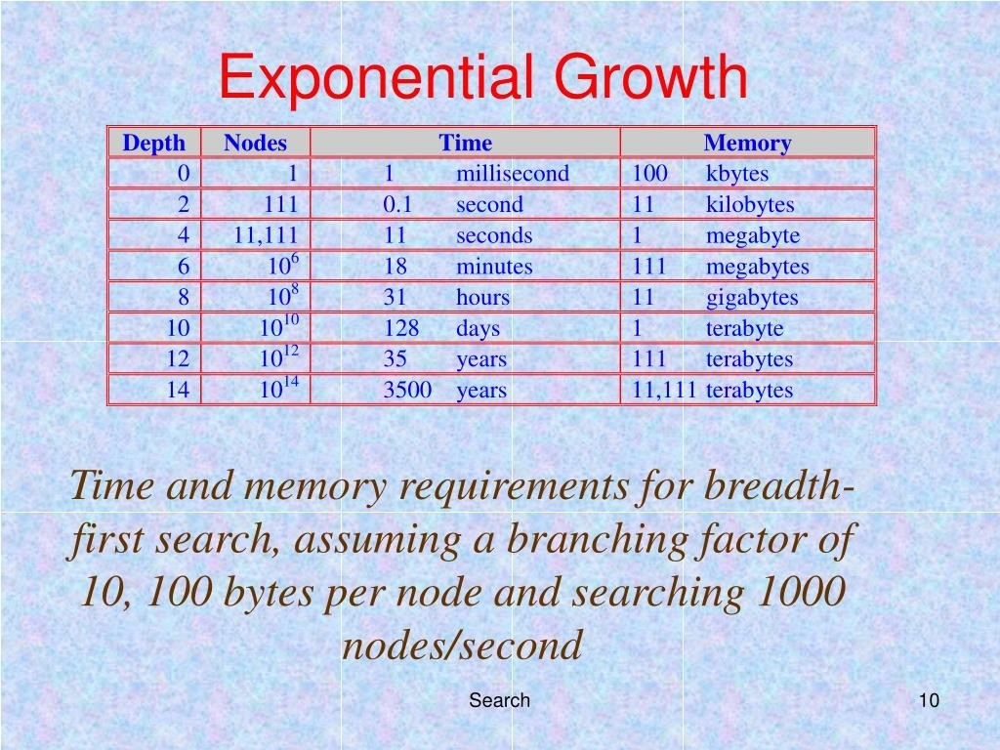 Exponential Growth
Depth Nodes Time Memory
0 1 1 millisecond 100 kbytes
2 111 0.1 second 11 kilobytes
4 11,111 11 seconds 1 megabyte
6 10^6 18 minutes 111 megabytes
8 10^8 31 hours 11 gigabytes
10 10^10 128 days 1 terabyte
12 10^12 35 years 111 terabytes
14 10^14 3500 years 11,111 terabytes
Time and memory requirements for breadth-
first search, assuming a branching factor of
10, 100 bytes per node and searching 1000
nodes/second
Search 10